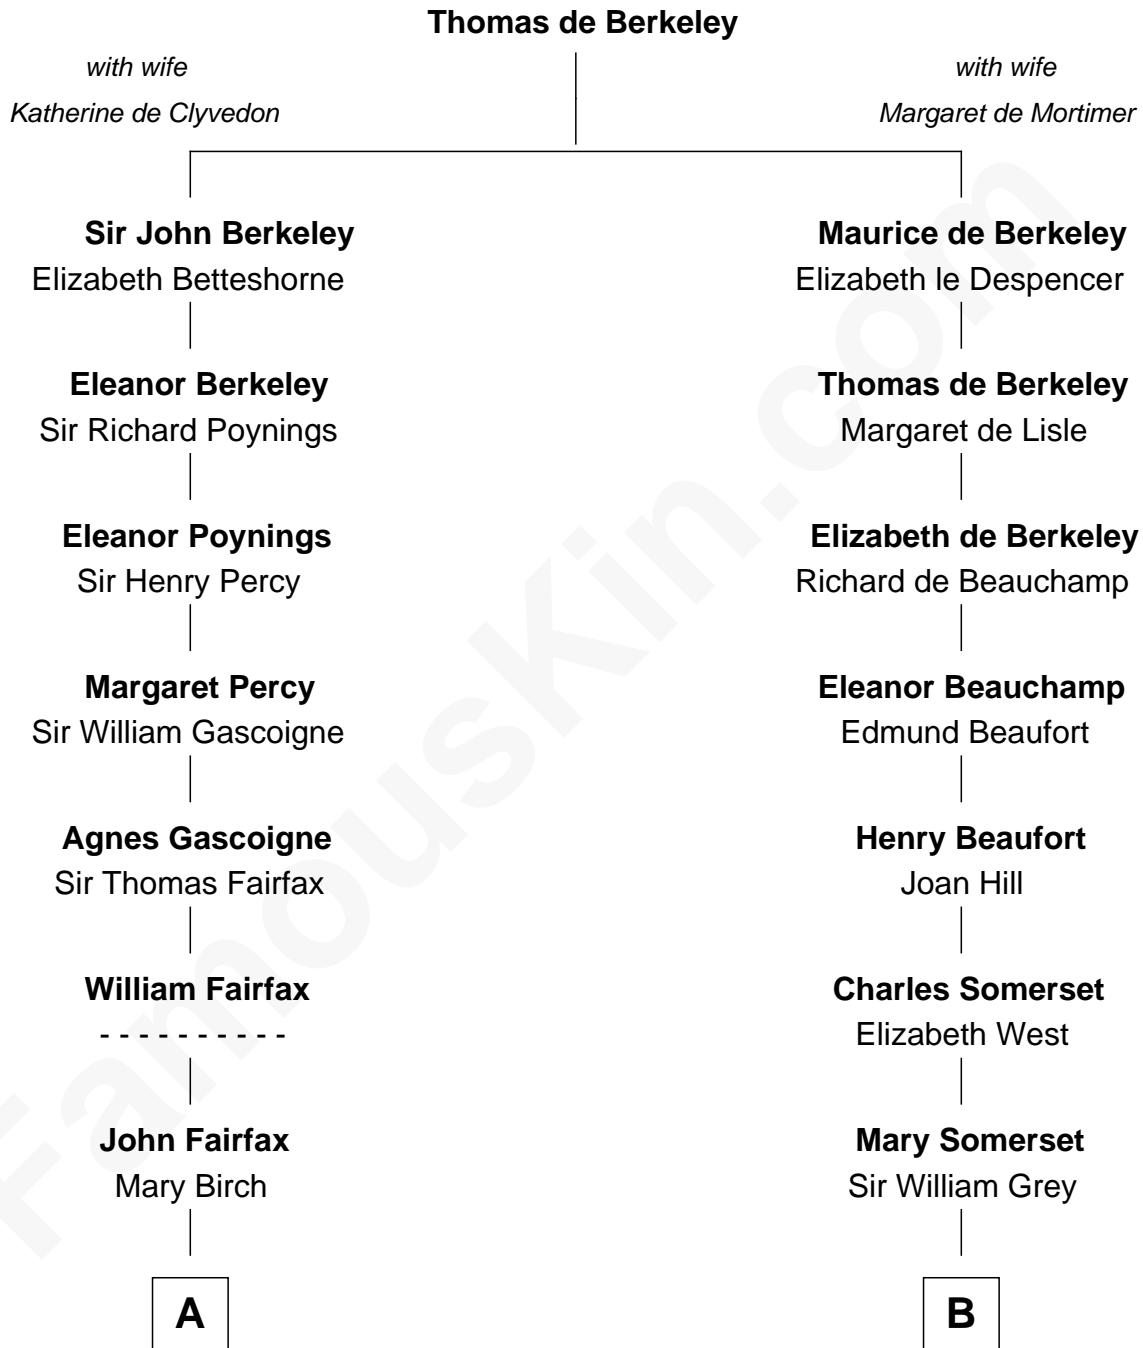 Thomas de Berkeley
with wife
Katherine de Clyvedon
with wife
Margaret de Mortimer
Sir John Berkeley
Elizabeth Betteshorne
Eleanor Berkeley
Sir Richard Poynings
Eleanor Poynings
Sir Henry Percy
Margaret Percy
Sir William Gascoigne
Agnes Gascoigne
Sir Thomas Fairfax
William Fairfax
- - - - - - - - - -
John Fairfax
Mary Birch
A
Maurice de Berkeley
Elizabeth le Despencer
Thomas de Berkeley
Margaret de Lisle
Elizabeth de Berkeley
Richard de Beauchamp
Eleanor Beauchamp
Edmund Beaufort
Henry Beaufort
Joan Hill
Charles Somerset
Elizabeth West
Mary Somerset
Sir William Grey
B
FamousKin.com